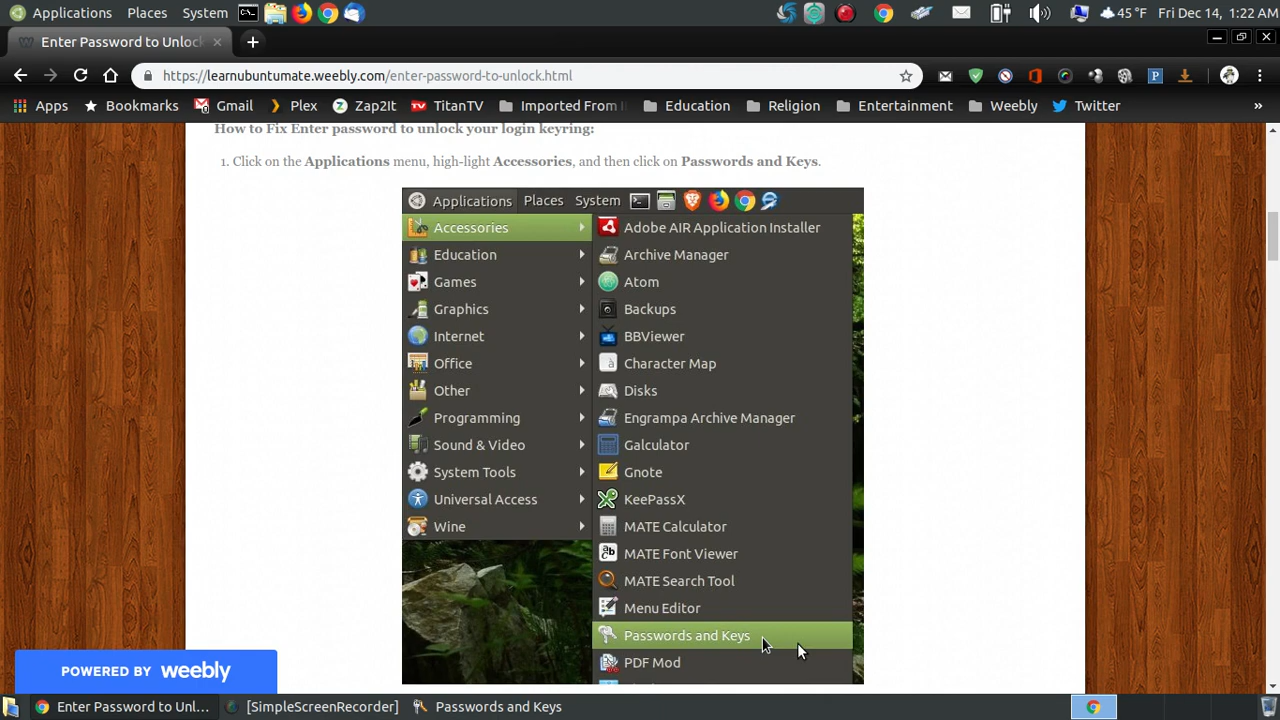 Applications Places System 45 °F Fri Dec 14, 1:22 AM
Enter Password to Unlock
https://learnubuntumate.weebly.com/enter-password-to-unlock.html
Apps Bookmarks Gmail Plex Zap2It TitanTV Imported From Education Religion Entertainment Weebly Twitter »
How to Fix Enter password to unlock your login keyring:
1. Click on the Applications menu, high-light Accessories, and then click on Passwords and Keys.
Applications Places System
Accessories
Education
Games
Graphics
Internet
Office
Other
Programming
Sound & Video
System Tools
Universal Access
Wine
Adobe AIR Application Installer
Archive Manager
Atom
Backups
BBViewer
Character Map
Disks
Engrampa Archive Manager
Galculator
Gnote
KeePassX
MATE Calculator
MATE Font Viewer
MATE Search Tool
Menu Editor
Passwords and Keys
PDF Mod
POWERED BY weebly
Enter Password to Unl... [SimpleScreenRecorder] Passwords and Keys